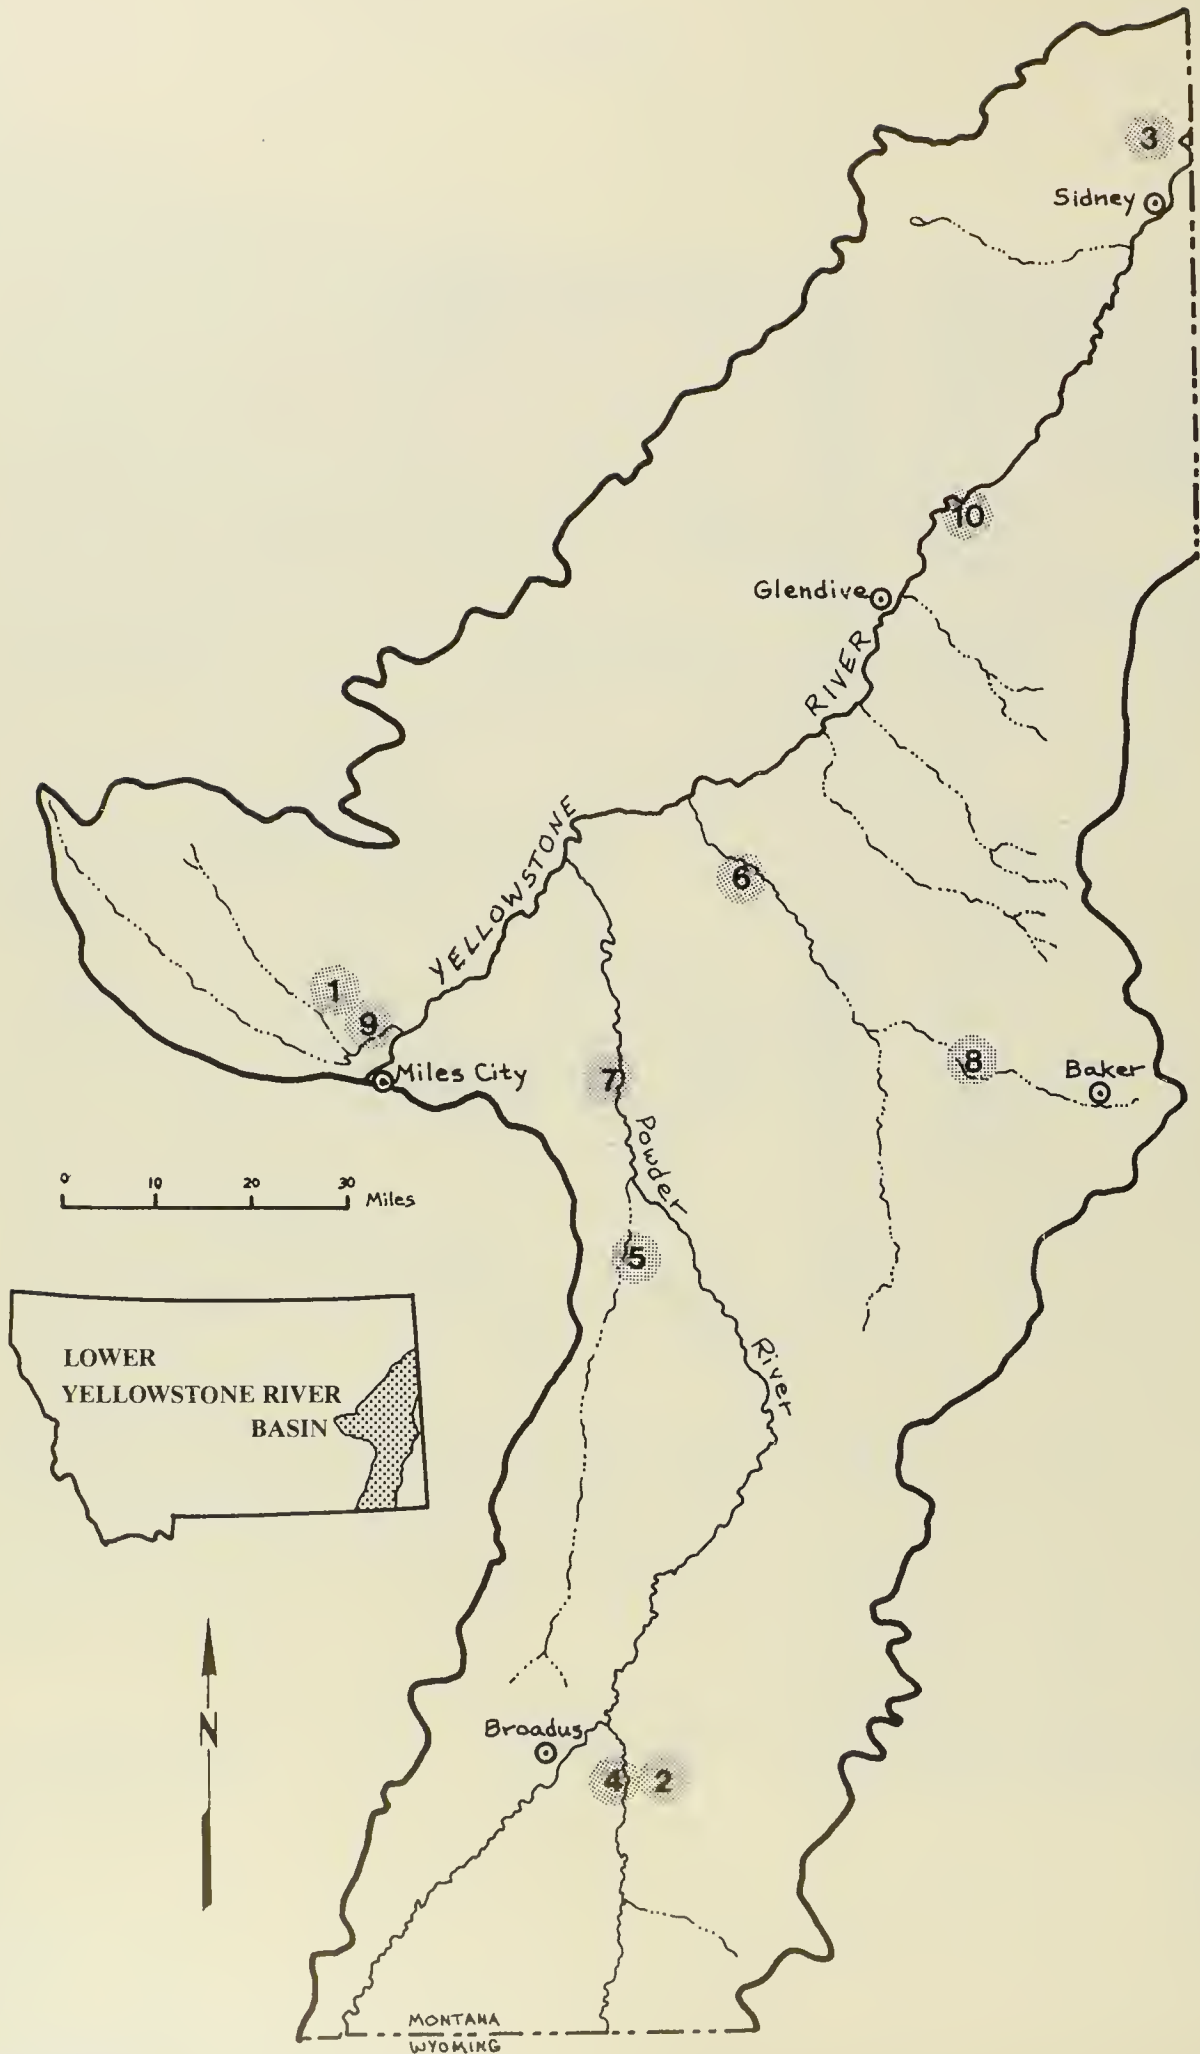 3
Sidney
10
Glendive
RIVER
YELLOWSTONE
6
1
9
Miles City
7
8
Baker
Powder
0 10 20 30 Miles
5
River
LOWER
YELLOWSTONE RIVER
BASIN
N
Broadus
4 2
MONTANA
WYOMING